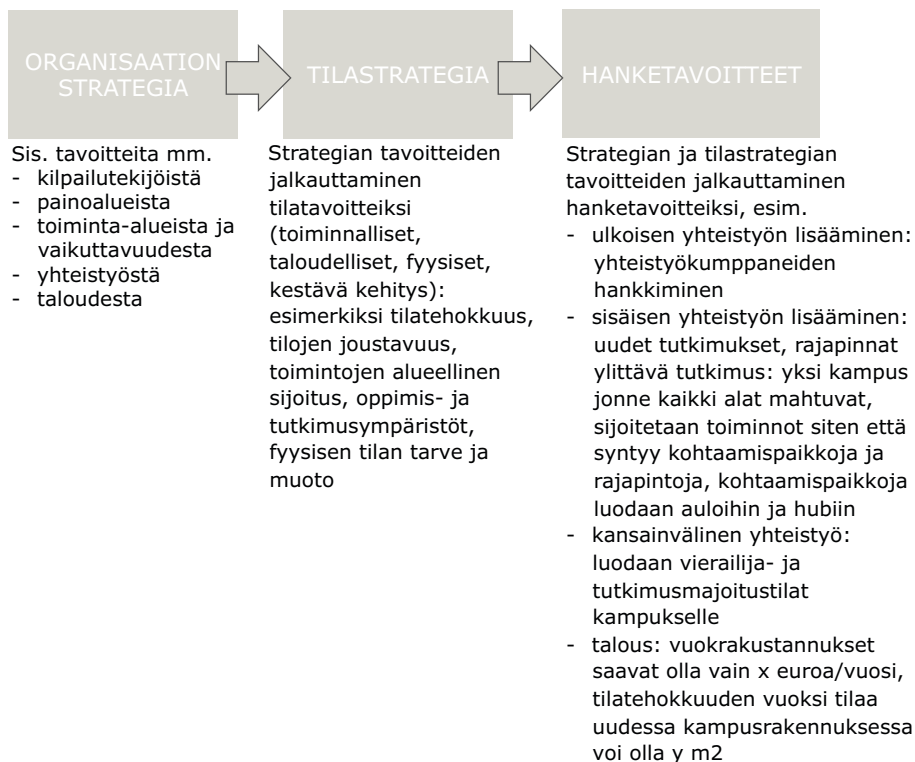 ORGANISAATION
STRATEGIA
TILASTRATEGIA
HANKETAVOITTEET
Sis. tavoitteita mm.
- kilpailutekijöistä
- painoalueista
- toiminta-alueista ja
vaikuttavuudesta
- yhteistyöstä
- taloudesta
Strategian tavoitteiden
jalkauttaminen
tilatavoitteiksi
(toiminnalliset,
taloudelliset, fyysiset,
kestävä kehitys):
esimerkiksi tilatehokkuus,
tilojen joustavuus,
toimintojen alueellinen
sijoitus, oppimis- ja
tutkimusympäristöt,
fyysisen tilan tarve ja
muoto
Strategian ja tilastrategian
tavoitteiden jalkauttaminen
hanketavoitteiksi, esim.
- ulkoisen yhteistyön lisääminen:
yhteistyökumppaneiden
hankkiminen
- sisäisen yhteistyön lisääminen:
uudet tutkimukset, rajapinnat
ylittävä tutkimus: yksi kampus
jonne kaikki alat mahtuvat,
sijoitetaan toiminnot siten että
syntyy kohtaamispaikkoja ja
rajapintoja, kohtaamispaikkoja
luodaan auloihin ja hubiin
- kansainvälinen yhteistyö:
luodaan vierailija- ja
tutkimusmajoitustilat
kampukselle
- talous: vuokrakustannukset
saavat olla vain x euroa/vuosi,
tilatehokkuuden vuoksi tilaa
uudessa kampusrakennuksessa
voi olla y m2